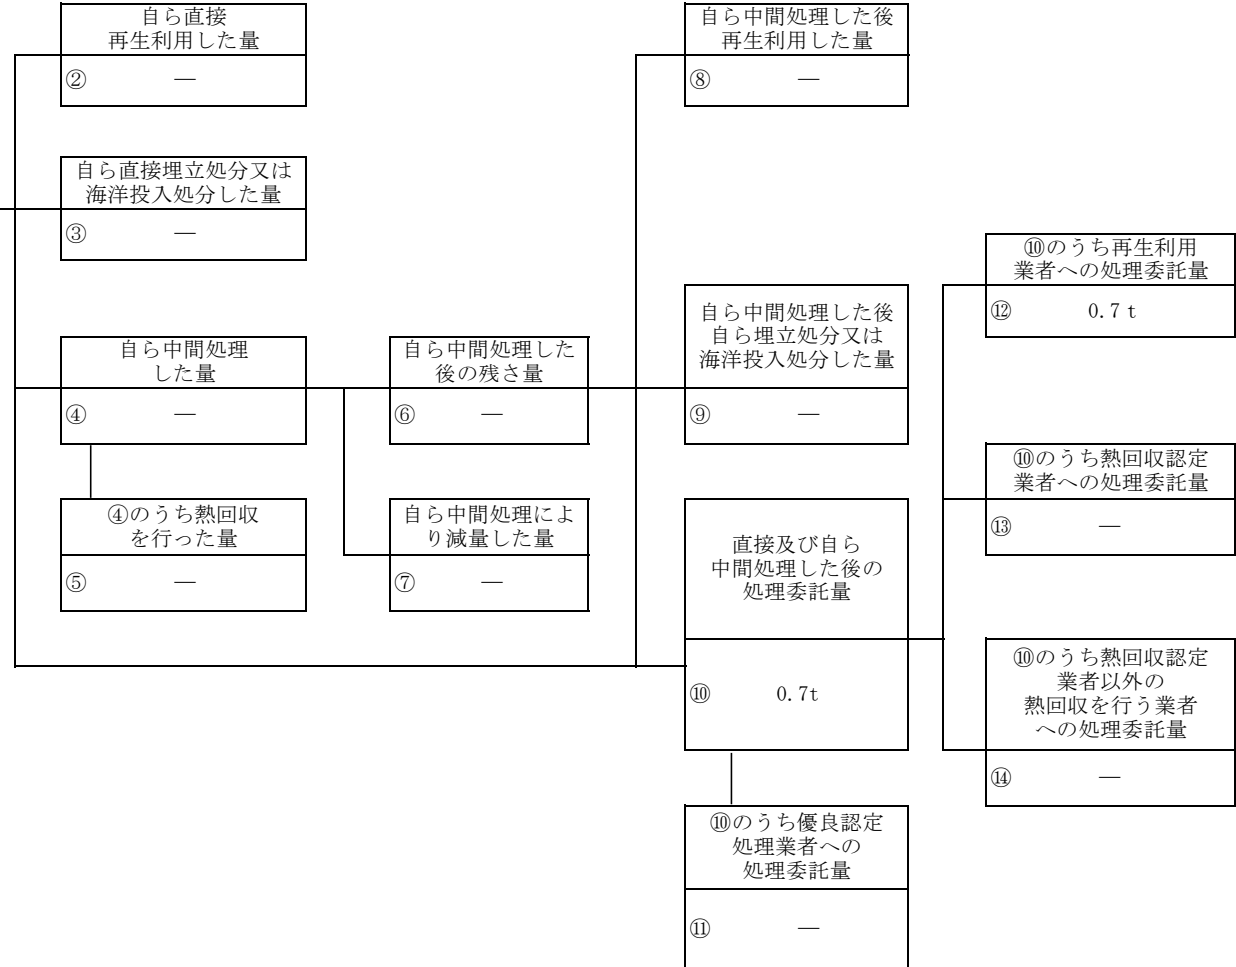 自ら直接
再生利用した量
② ―
自ら直接埋立処分又は
海洋投入処分した量
③ ―
自ら中間処理
した量
④ ―
④のうち熱回収
を行った量
⑤ ―
自ら中間処理した
後の残さ量
⑥ ―
自ら中間処理によ
り減量した量
⑦ ―
自ら中間処理した後
再生利用した量
⑧ ―
自ら中間処理した後
自ら埋立処分又は
海洋投入処分した量
⑨ ―
直接及び自ら
中間処理した後の
処理委託量
⑩ 0.7t
⑩のうち優良認定
処理業者への
処理委託量
⑪ ―
⑩のうち再生利用
業者への処理委託量
⑫ 0.7 t
⑩のうち熱回収認定
業者への処理委託量
⑬ ―
⑩のうち熱回収認定
業者以外の
熱回収を行う業者
への処理委託量
⑭ ―